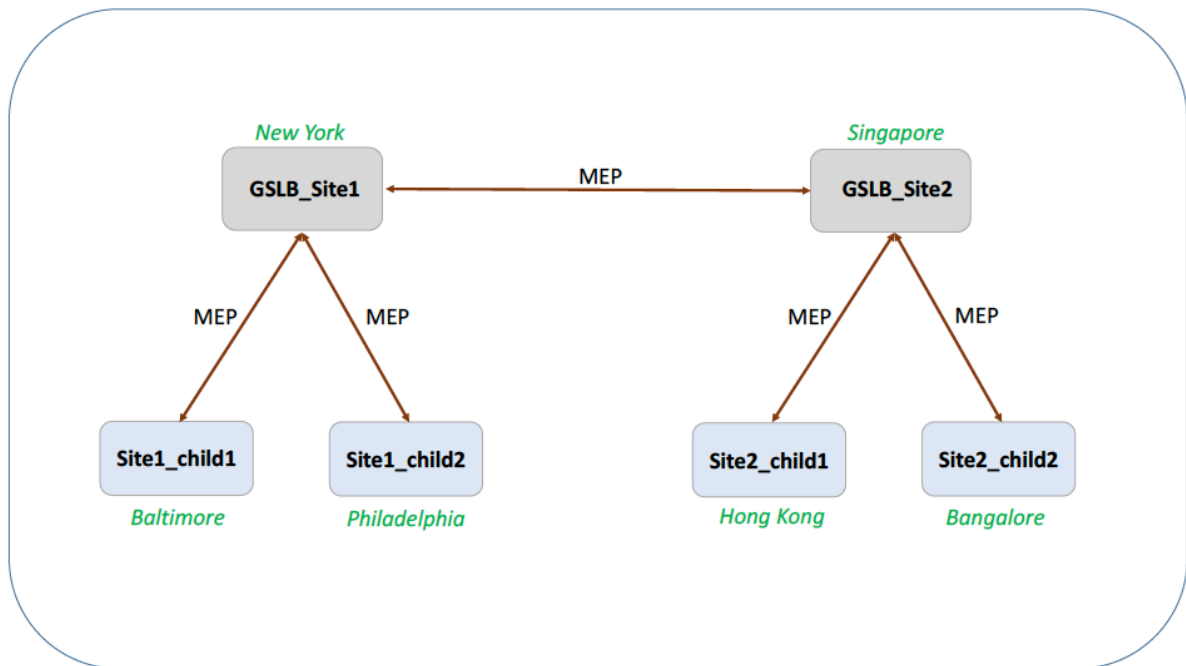 New York
Singapore
GSLB_Site1
MEP
GSLB_Site2
MEP
MEP
MEP
MEP
Site1_child1
Site1_child2
Site2_child1
Site2_child2
Baltimore
Philadelphia
Hong Kong
Bangalore